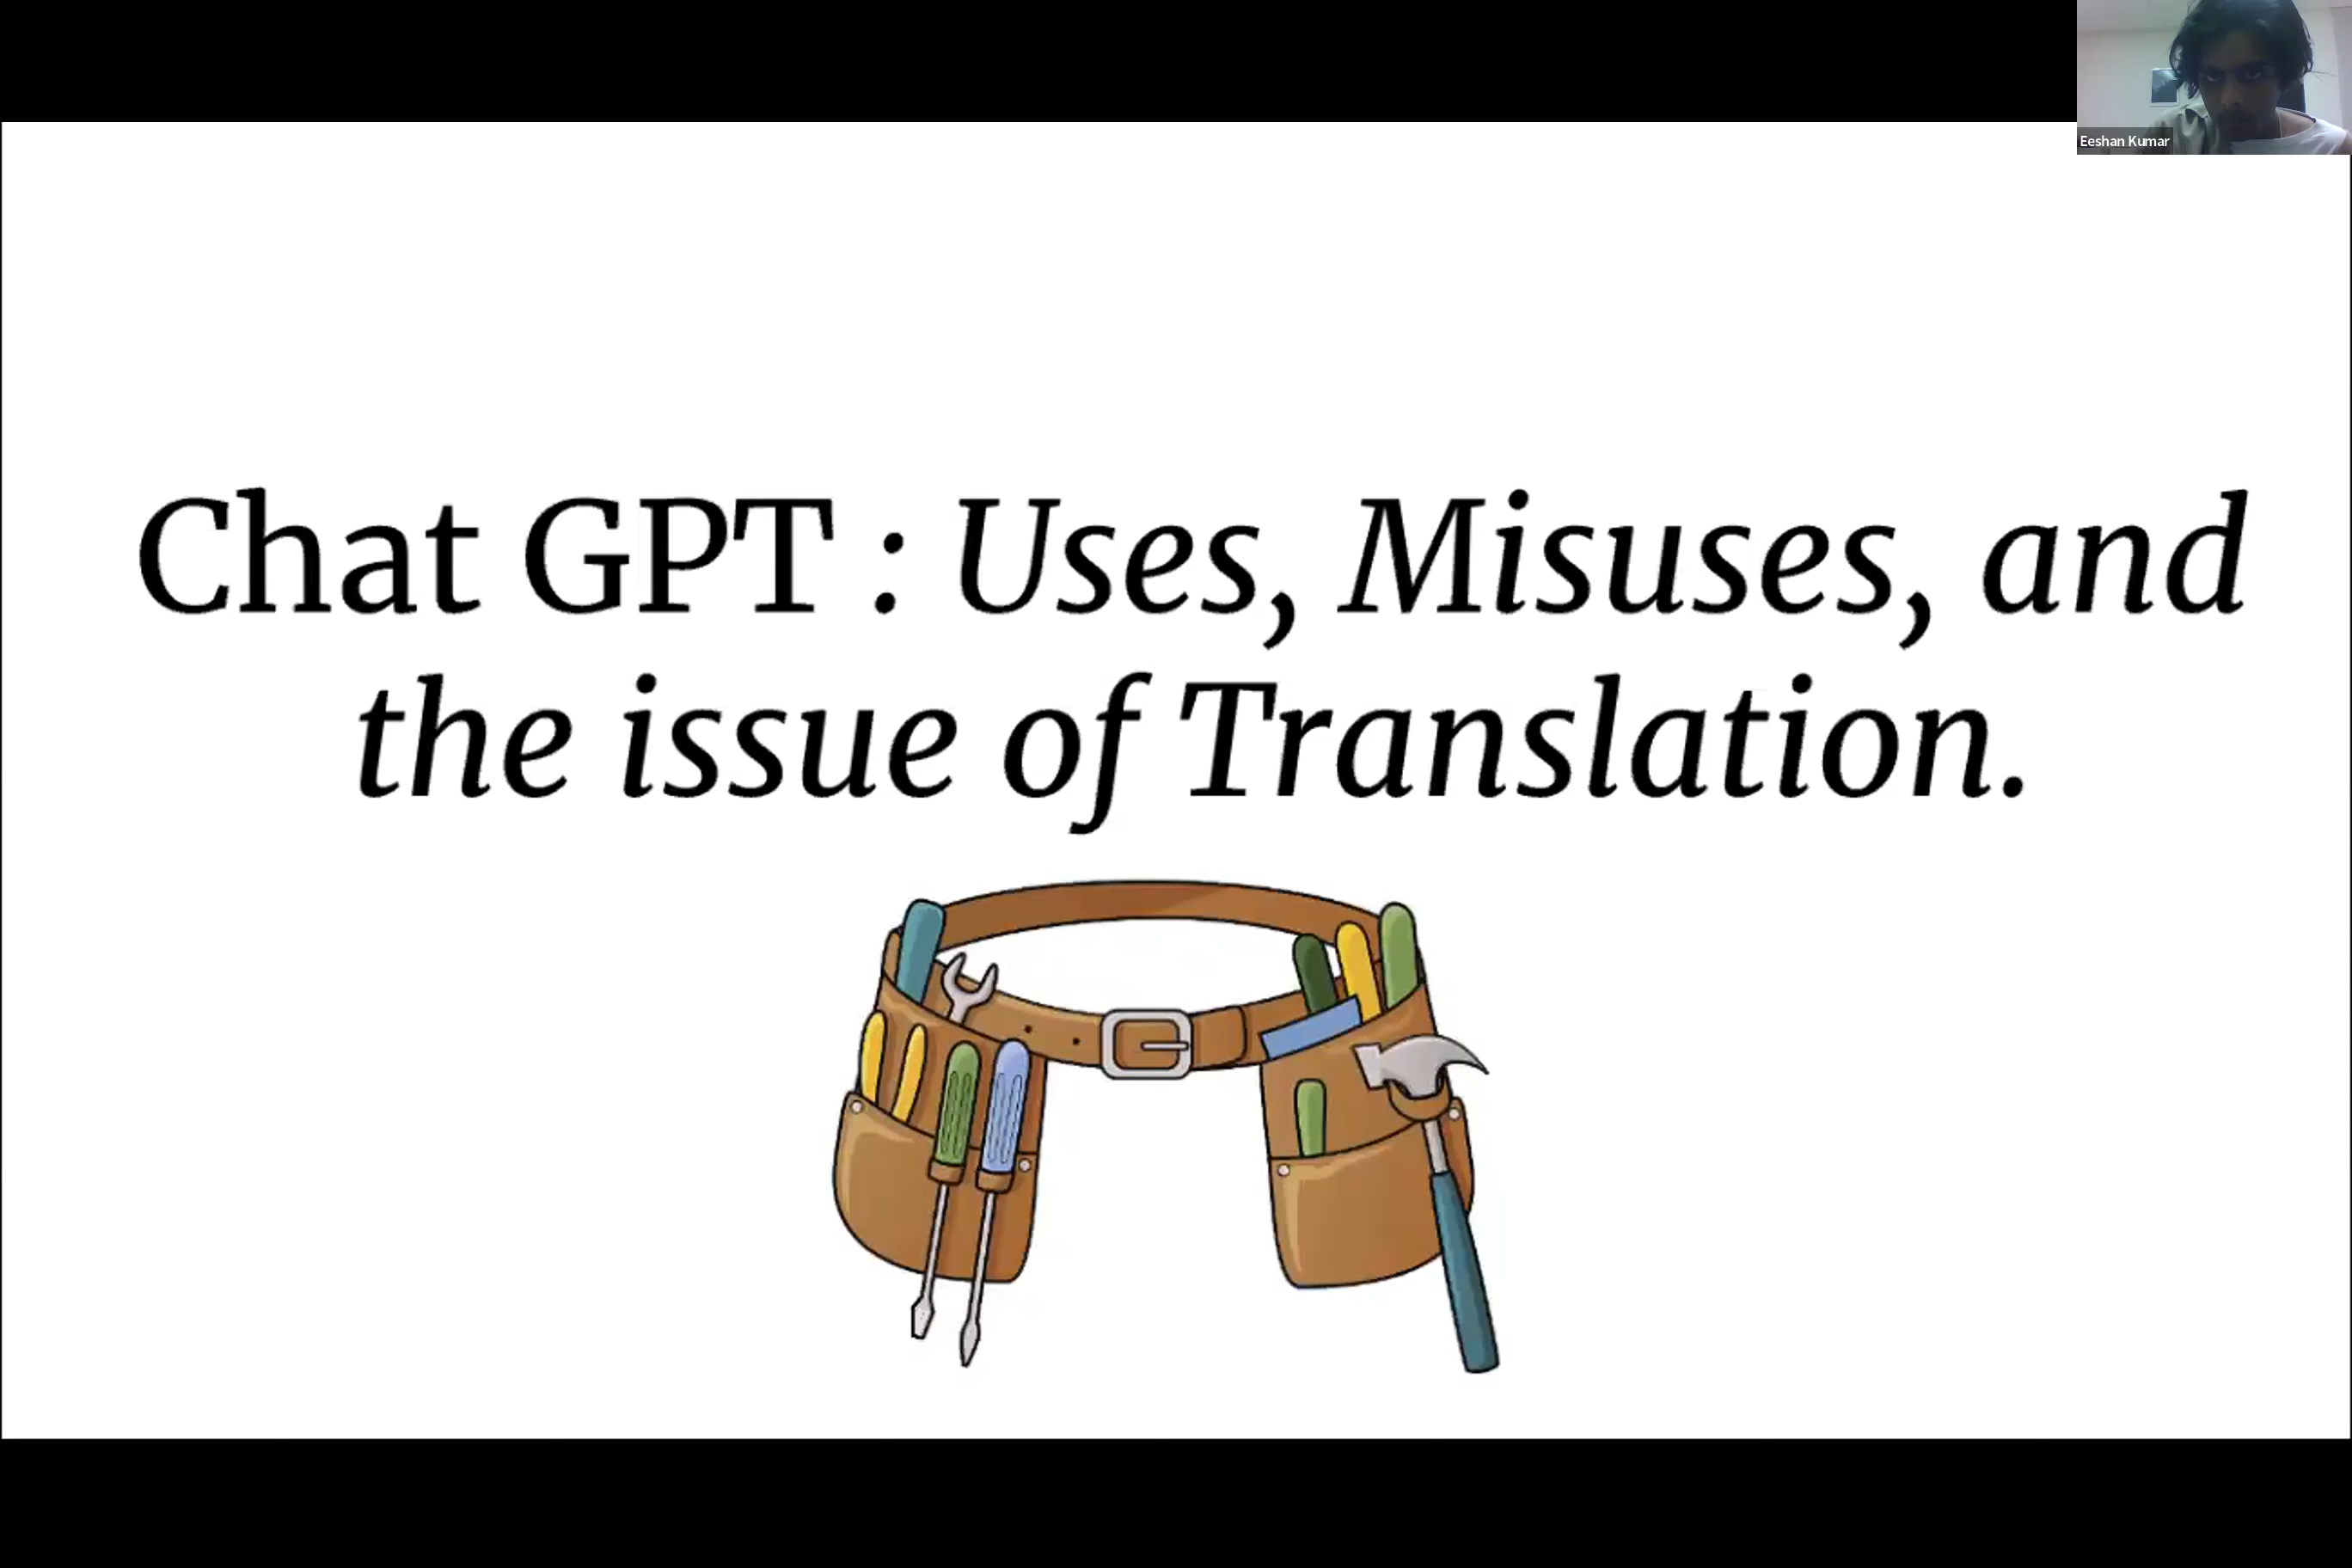 Eeshan Kumar
Chat GPT : Uses, Misuses, and
the issue of Translation.